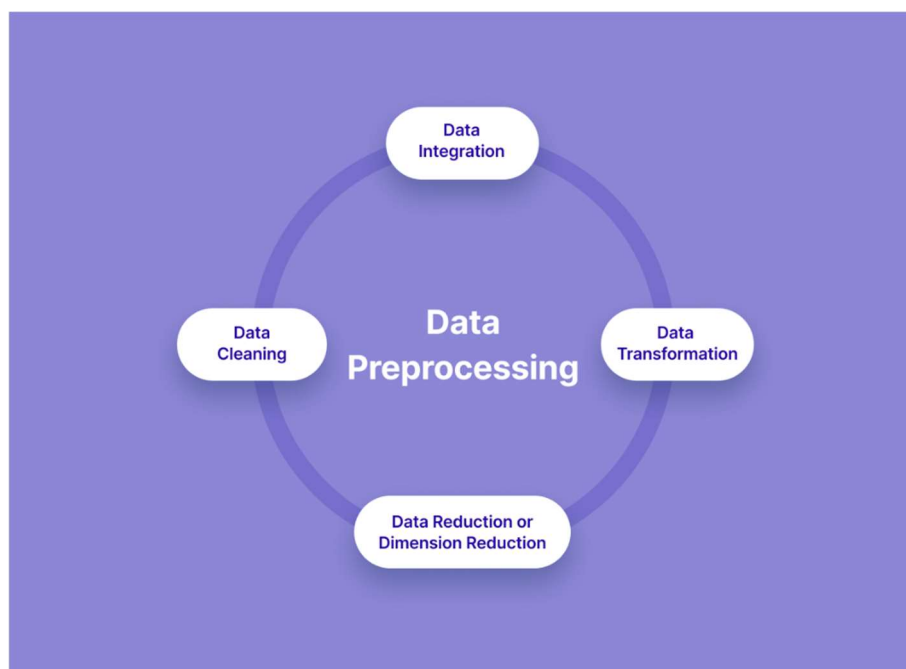 Data
Integration
Data
Cleaning
Data
Preprocessing
Data
Transformation
Data Reduction or
Dimension Reduction